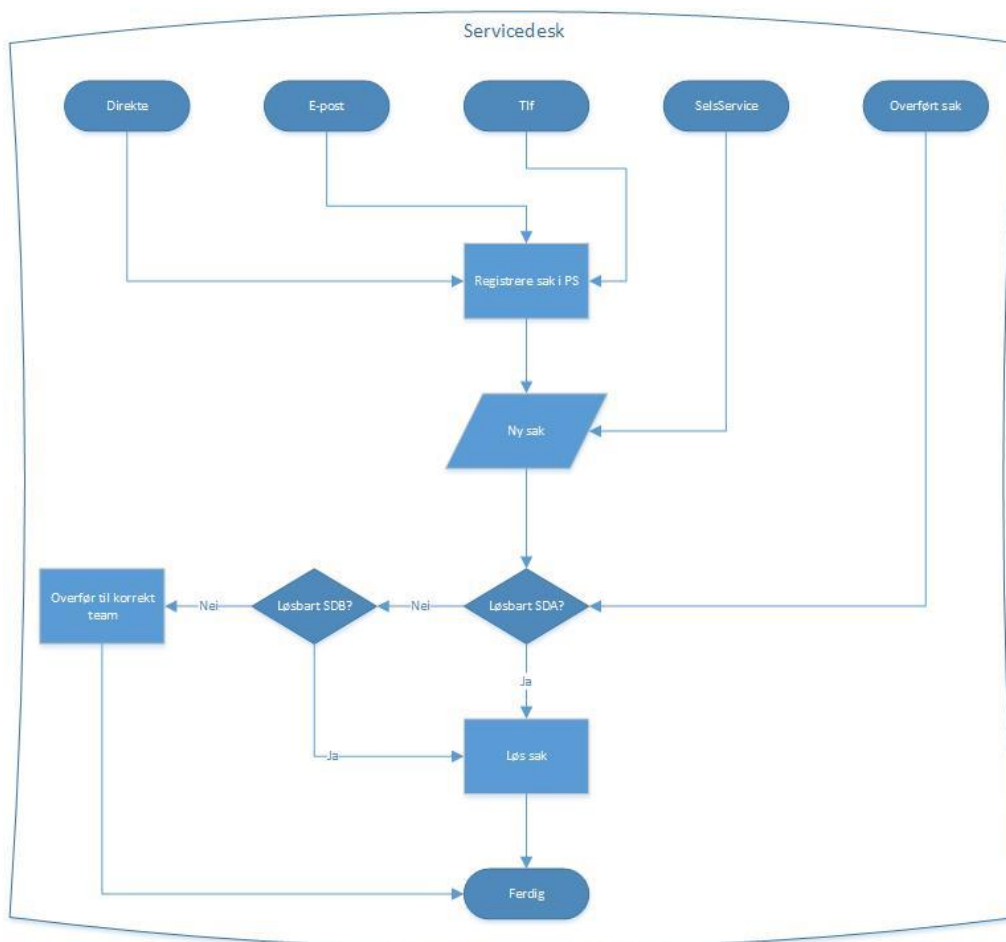 Servicedesk
Direkte
E-post
Tlf
SelsService
Overført sak
Registrere sak i PS
Ny sak
Overfør til korrekt
team
Nei
Løsbart SDB?
Nei
Løsbart SDA?
Ja
Ja
Løs sak
Ferdig